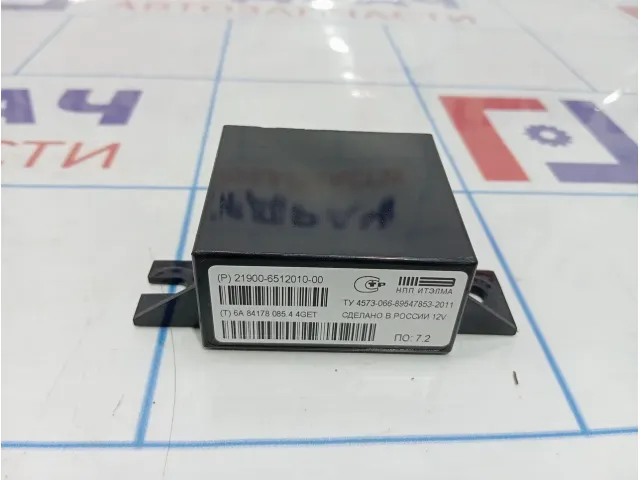 АВТОЗАПЧАСТИ
(P) 21900-6512010-00
НПП ИТЭЛМА
ТУ 4573-066-89547853-2011
(T) 6A 84178 085.4 4GET
СДЕЛАНО В РОССИИ 12V
ПО: 7.2